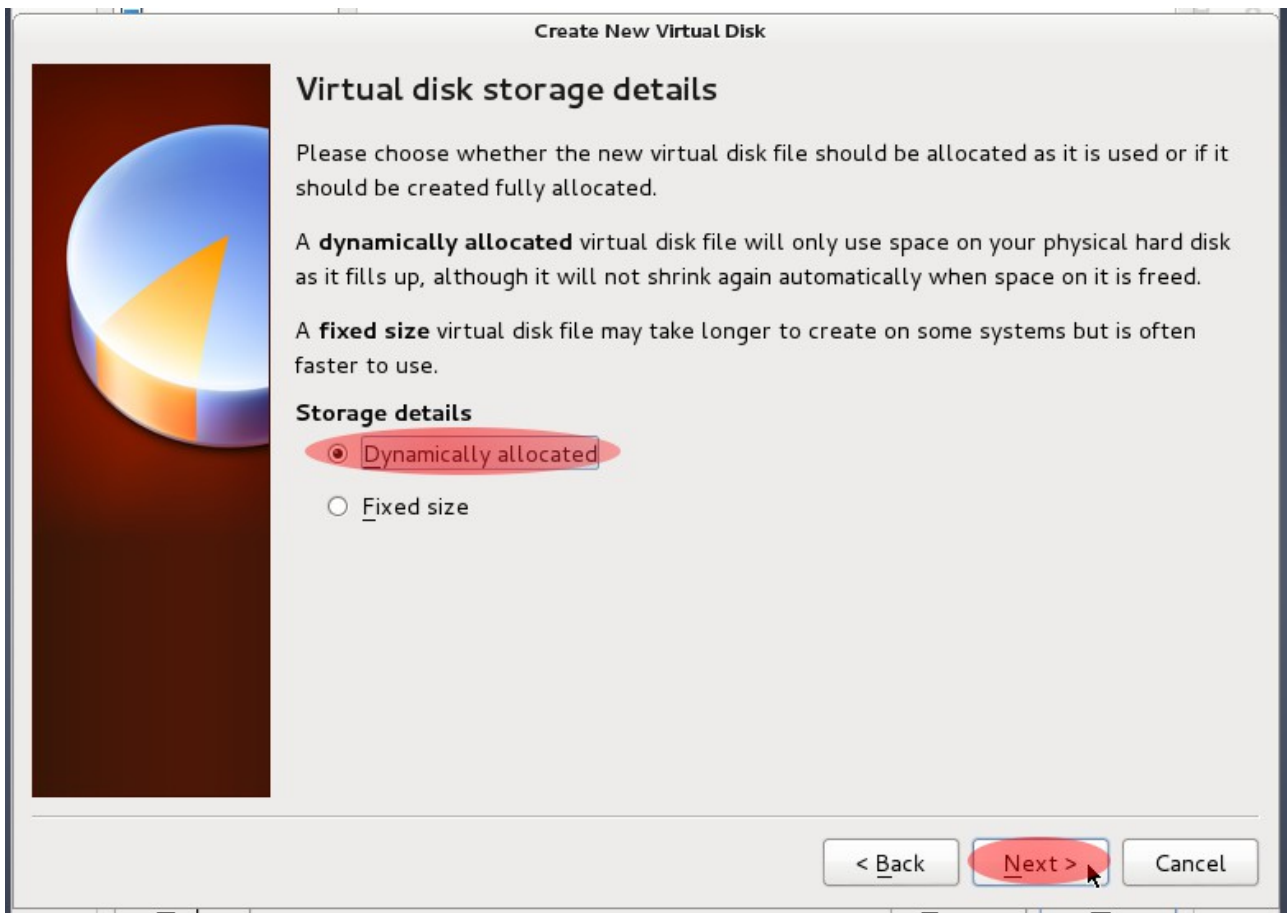 Create New Virtual Disk
Virtual disk storage details
Please choose whether the new virtual disk file should be allocated as it is used or if it
should be created fully allocated.
A dynamically allocated virtual disk file will only use space on your physical hard disk
as it fills up, although it will not shrink again automatically when space on it is freed.
A fixed size virtual disk file may take longer to create on some systems but is often
faster to use.
Storage details
Dynamically allocated
Fixed size
< Back
Next >
Cancel